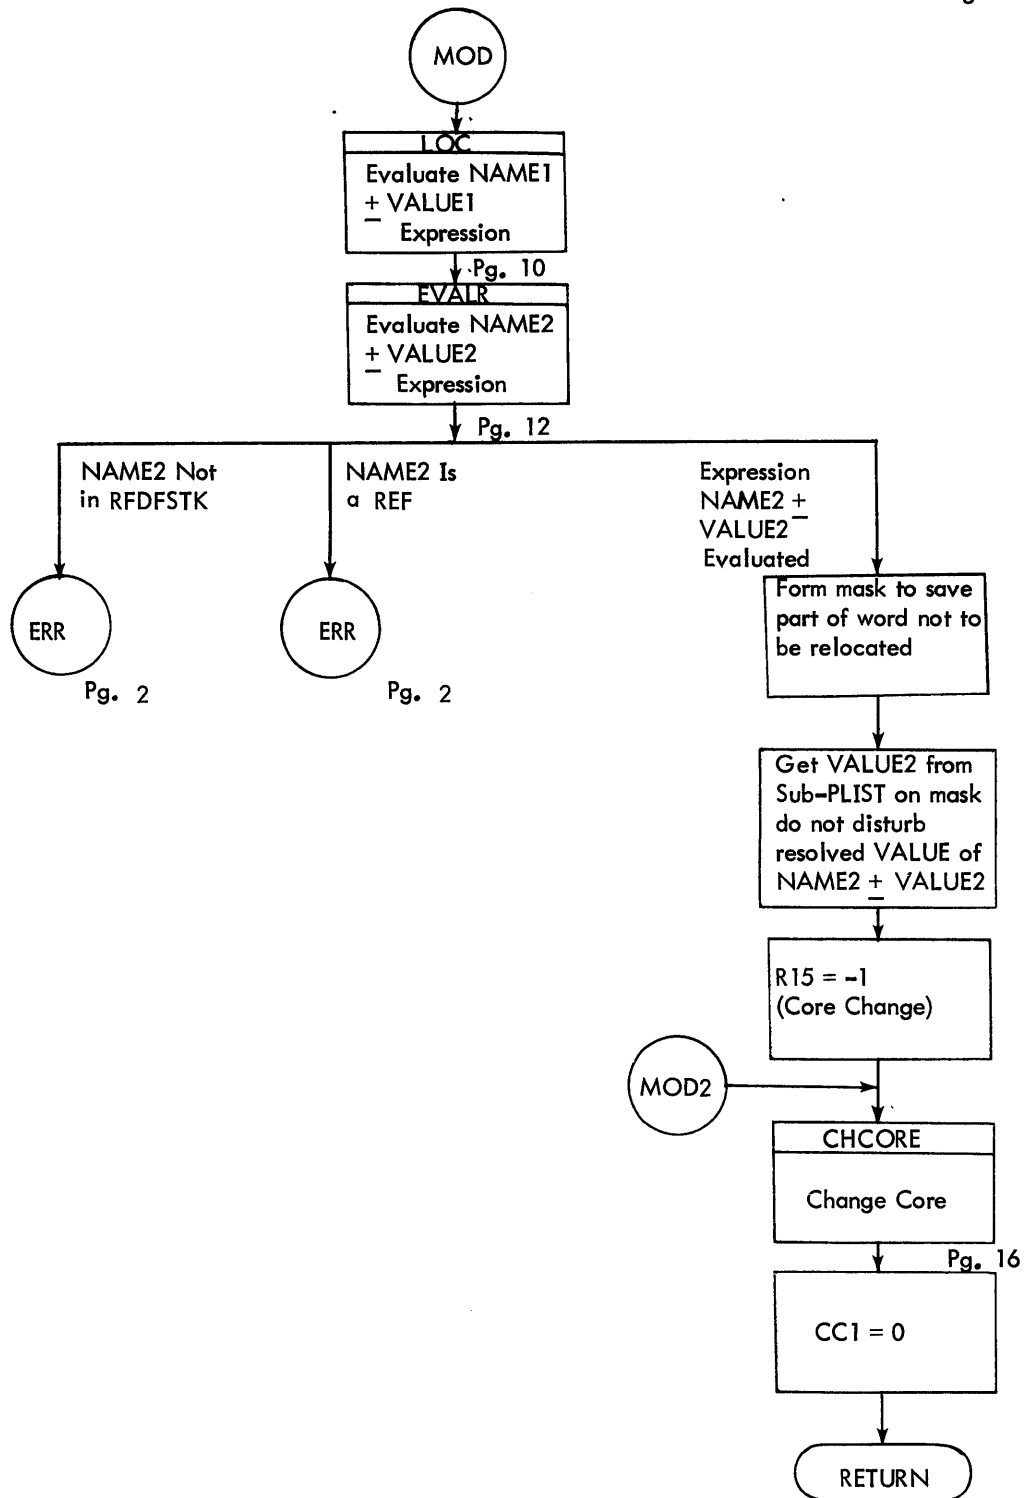 MOD
LOC
Evaluate NAME1
± VALUE1
Expression
Pg. 10
EVALR
Evaluate NAME2
± VALUE2
Expression
Pg. 12
NAME2 Not
in RFDFSTK
NAME2 Is
a REF
Expression
NAME2 ±
VALUE2
Evaluated
ERR
Pg. 2
ERR
Pg. 2
Form mask to save
part of word not to
be relocated
Get VALUE2 from
Sub-PLIST on mask
do not disturb
resolved VALUE of
NAME2 ± VALUE2
R15 = -1
(Core Change)
MOD2
CHCORE
Change Core
Pg. 16
CC1 = 0
RETURN